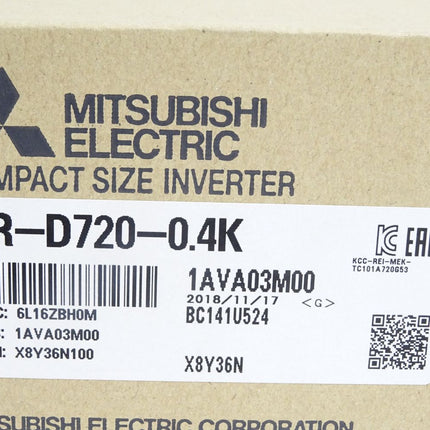 MITSUBISHI
ELECTRIC
MPACT SIZE INVERTER
R-D720-0.4K
1AVA03M00
2018/11/17 <G>
KCC-REI-MEK-
TC101A720G53
C: 6L16ZBH0M
BC141U524
: 1AVA03M00
: X8Y36N100
X8Y36N
SUBISHI ELECTRIC CORPORATION